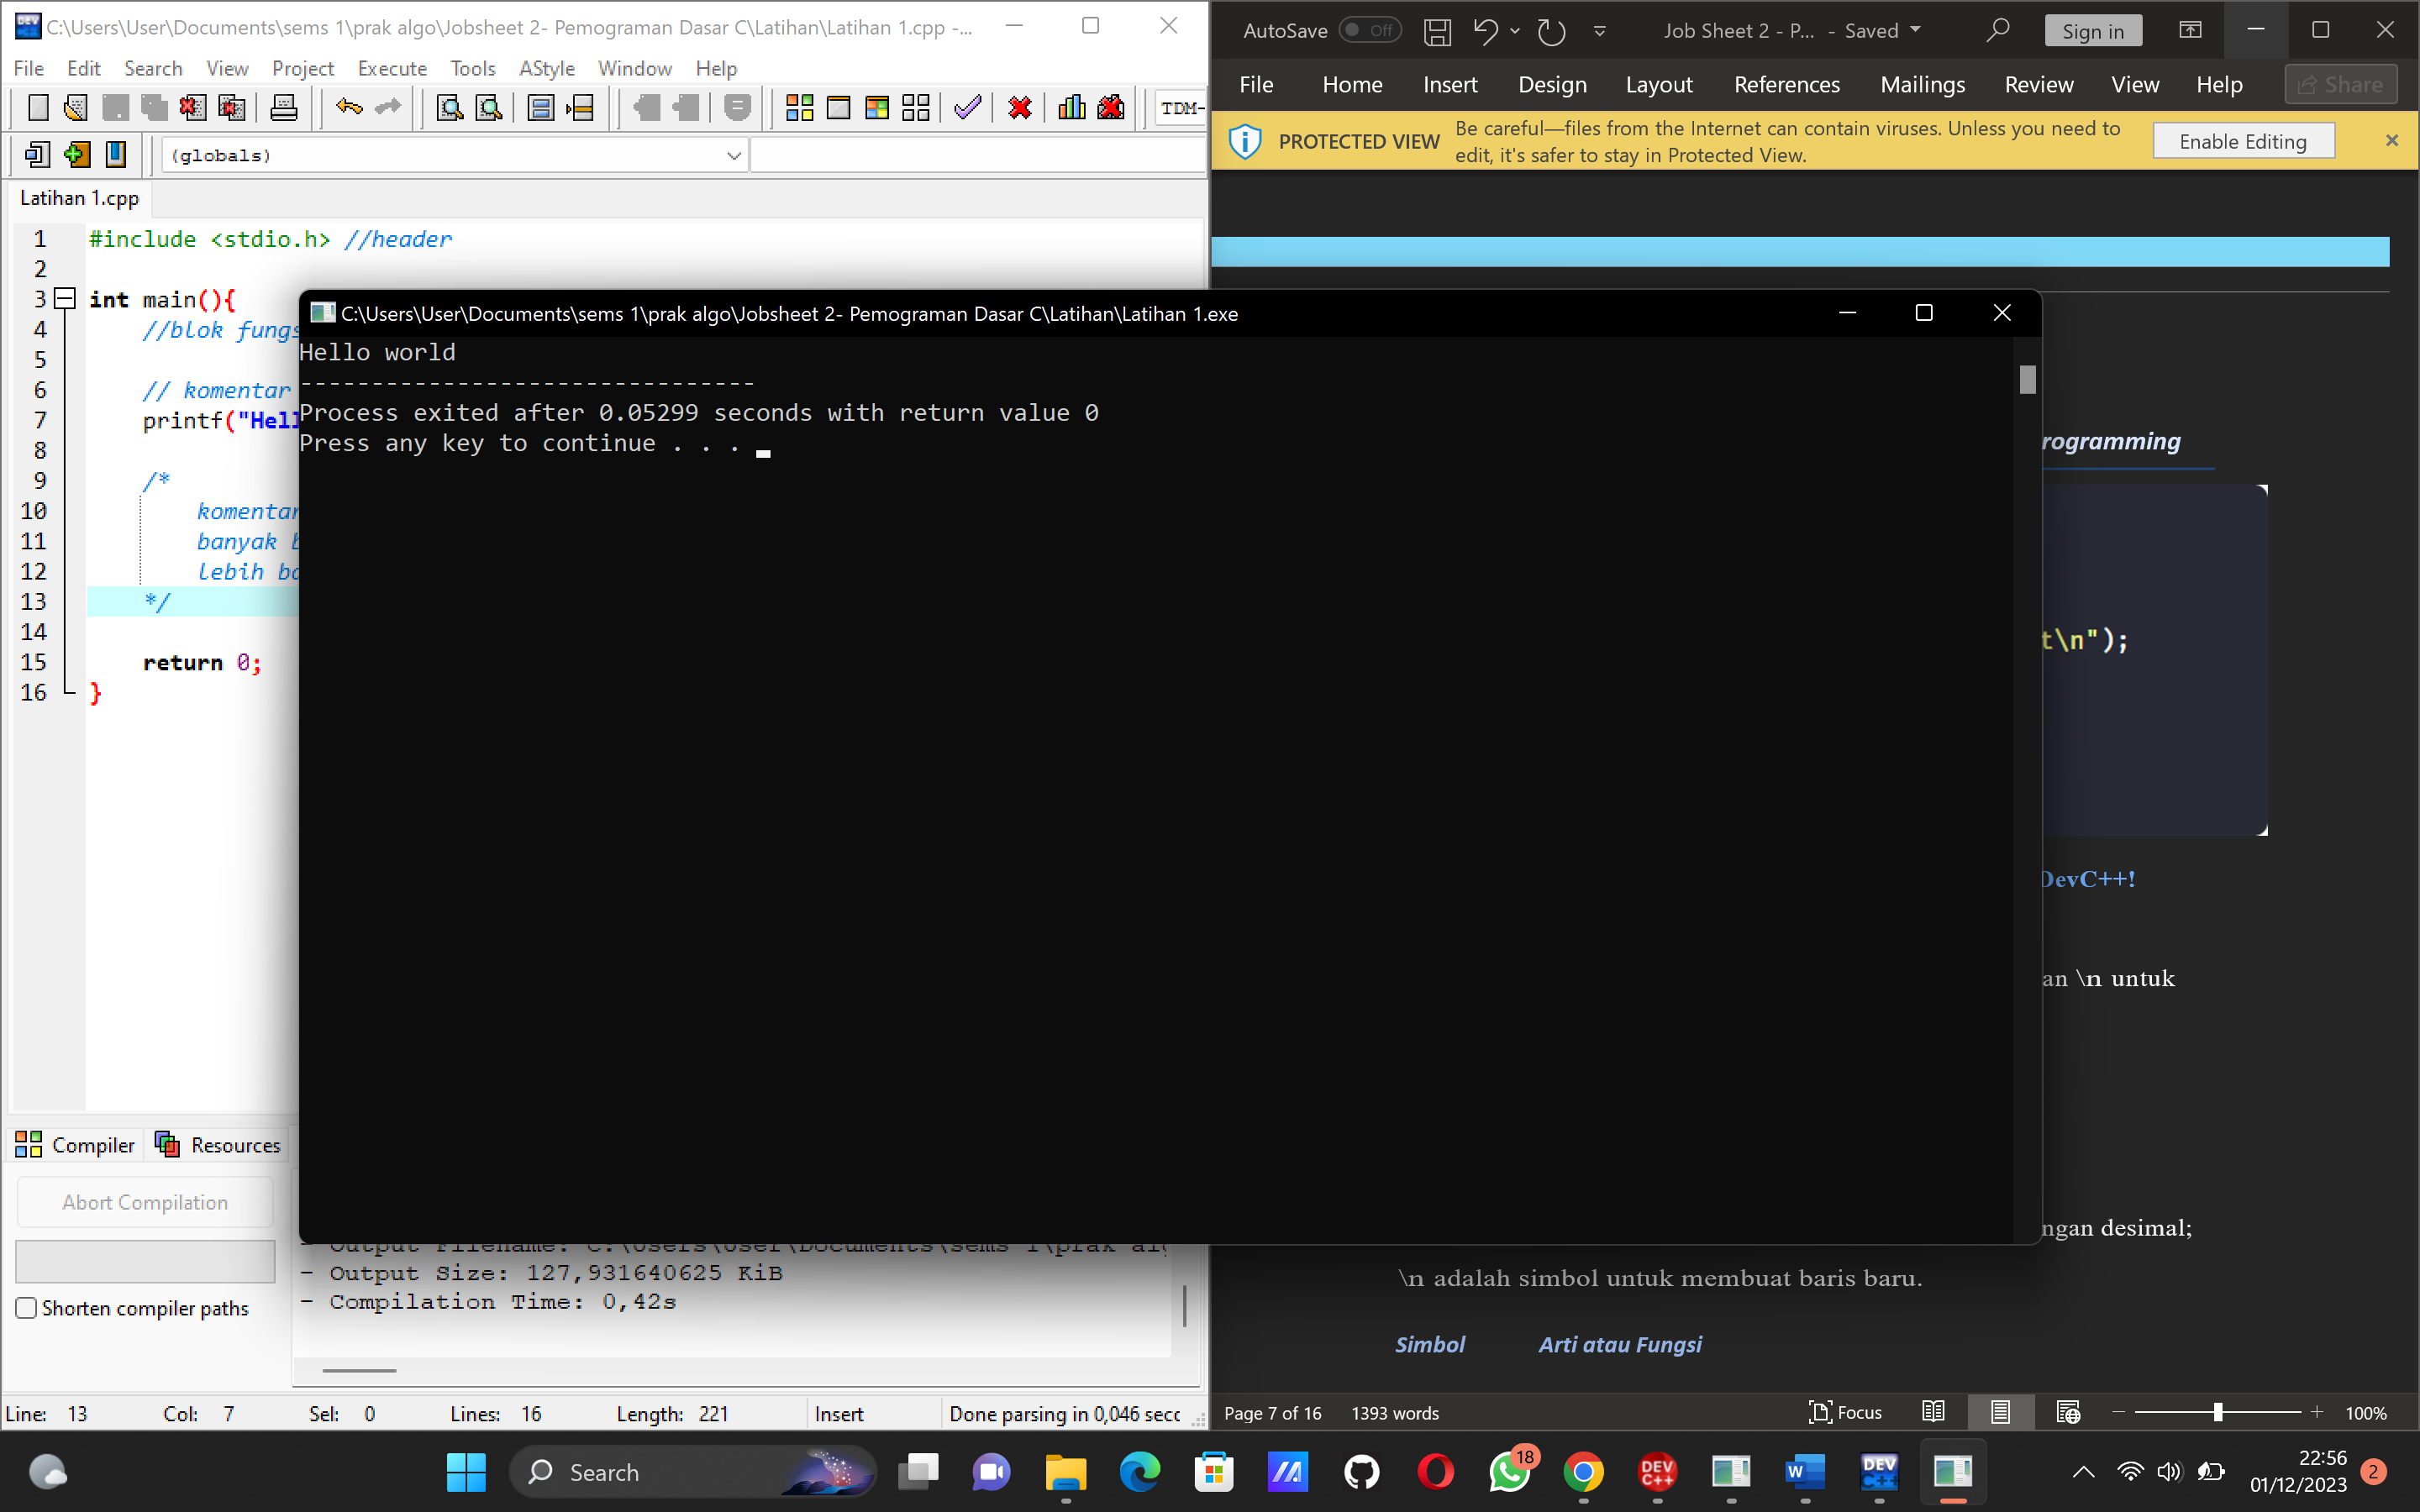 C:\Users\User\Documents\sems 1\prak algo\Jobsheet 2- Pemograman Dasar C\Latihan\Latihan 1.cpp -...
File Edit Search View Project Execute Tools AStyle Window Help
TDM-
(globals)
Latihan 1.cpp
1 #include <stdio.h> //header
2
3 int main(){
4 //blok fungs
5
6 // komentar
7 printf("Hell
8
9 /*
10 komentar
11 banyak b
12 lebih ba
13 */
14
15 return 0;
16 }
Compiler Resources
Abort Compilation
Shorten compiler paths
- Output Filename: C:\Users\User\Documents\sems 1\prak alg
- Output Size: 127,931640625 KiB
- Compilation Time: 0,42s
Line: 13 Col: 7 Sel: 0 Lines: 16 Length: 221 Insert Done parsing in 0,046 secc
C:\Users\User\Documents\sems 1\prak algo\Jobsheet 2- Pemograman Dasar C\Latihan\Latihan 1.exe
Hello world
--------------------------------
Process exited after 0.05299 seconds with return value 0
Press any key to continue . . .
AutoSave Off Job Sheet 2 - P... - Saved Sign in
File Home Insert Design Layout References Mailings Review View Help Share
PROTECTED VIEW Be careful—files from the Internet can contain viruses. Unless you need to
edit, it's safer to stay in Protected View.
Enable Editing
rogramming
t\n");
DevC++!
an \n untuk
ngan desimal;
\n adalah simbol untuk membuat baris baru.
Simbol Arti atau Fungsi
Page 7 of 16 1393 words Focus 100%
Search
18
DEV C++
W
DEV C++
22:56
01/12/2023
2